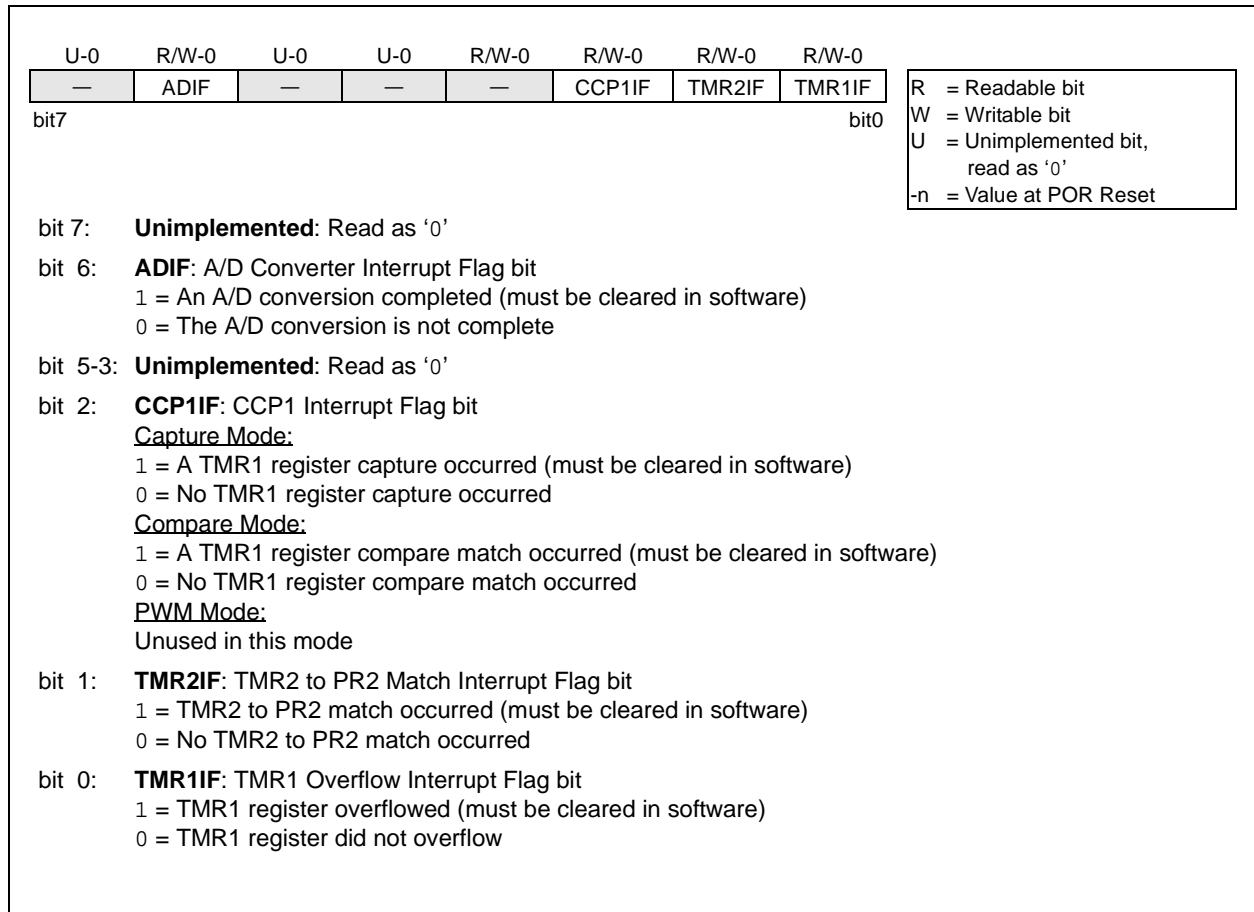 U-0 R/W-0 U-0 U-0 R/W-0 R/W-0 R/W-0 R/W-0
— ADIF — — — CCP1IF TMR2IF TMR1IF
bit7 bit0
R = Readable bit
W = Writable bit
U = Unimplemented bit,
read as ‘0’
-n = Value at POR Reset
bit 7: Unimplemented: Read as ‘0’
bit 6: ADIF: A/D Converter Interrupt Flag bit
1 = An A/D conversion completed (must be cleared in software)
0 = The A/D conversion is not complete
bit 5-3: Unimplemented: Read as ‘0’
bit 2: CCP1IF: CCP1 Interrupt Flag bit
Capture Mode:
1 = A TMR1 register capture occurred (must be cleared in software)
0 = No TMR1 register capture occurred
Compare Mode:
1 = A TMR1 register compare match occurred (must be cleared in software)
0 = No TMR1 register compare match occurred
PWM Mode:
Unused in this mode
bit 1: TMR2IF: TMR2 to PR2 Match Interrupt Flag bit
1 = TMR2 to PR2 match occurred (must be cleared in software)
0 = No TMR2 to PR2 match occurred
bit 0: TMR1IF: TMR1 Overflow Interrupt Flag bit
1 = TMR1 register overflowed (must be cleared in software)
0 = TMR1 register did not overflow